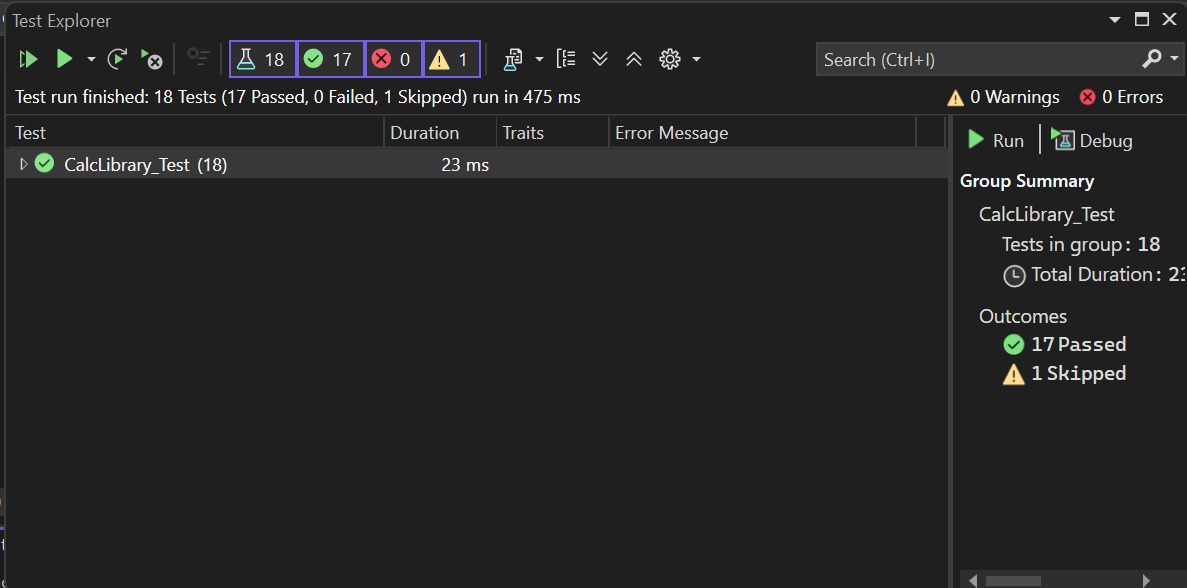 Test Explorer
18 17 0 1
Search (Ctrl+I)
Test run finished: 18 Tests (17 Passed, 0 Failed, 1 Skipped) run in 475 ms
0 Warnings 0 Errors
Test Duration Traits Error Message
CalcLibrary_Test (18) 23 ms
Run Debug
Group Summary
CalcLibrary_Test
Tests in group: 18
Total Duration: 23
Outcomes
17 Passed
1 Skipped